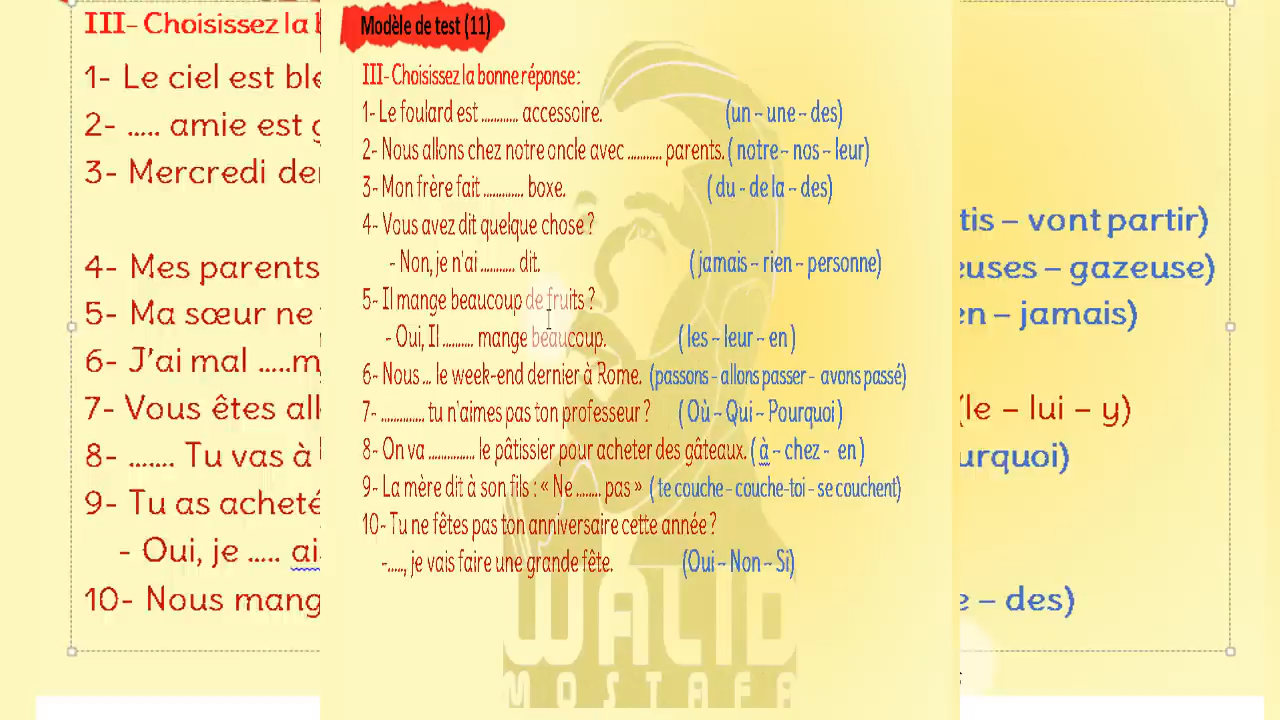 Modèle de test (11)
III- Choisissez la bonne réponse :
1- Le foulard est ............ accessoire. (un – une – des)
2- Nous allons chez notre oncle avec ........... parents. ( notre – nos – leur)
3- Mon frère fait ............. boxe. ( du – de la – des)
4- Vous avez dit quelque chose ?
- Non, je n'ai ........... dit. ( jamais – rien – personne)
5- Il mange beaucoup de fruits ?
- Oui, Il .......... mange beaucoup. ( les – leur – en )
6- Nous ... le week-end dernier à Rome. (passons – allons passer – avons passé)
7- .............. tu n'aimes pas ton professeur ? ( Où – Qui – Pourquoi )
8- On va ............... le pâtissier pour acheter des gâteaux. ( à – chez – en )
9- La mère dit à son fils : « Ne ........ pas » ( te couche – couche-toi – se couchent)
10- Tu ne fêtes pas ton anniversaire cette année ?
-....., je vais faire une grande fête. (Oui – Non – Si)
WALID
MOSTAFA
III- Choisissez la
1- Le ciel est
2- ..... amie est
3- Mercredi
vont partir)
4- Mes parents
– gazeuse)
5- Ma sœur ne
– jamais)
6- J'ai mal .....
7- Vous êtes
(le – lui – y)
8- ....... Tu vas à
9- Tu as acheté
- Oui, je ..... ai
10- Nous
– des)